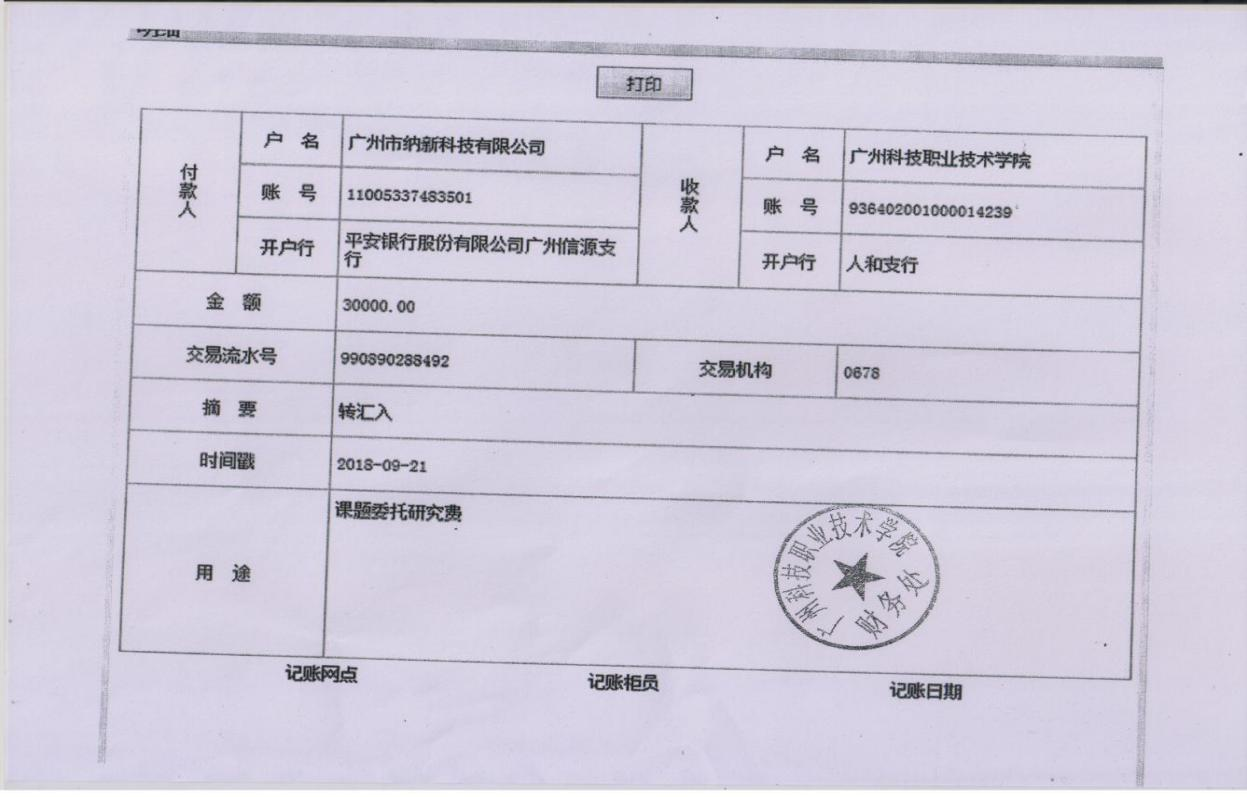 明细
打印
付款人
户 名
广州市纳新科技有限公司
收款人
户 名
广州科技职业技术学院
账 号
11005337483501
账 号
936402001000014239
开户行
平安银行股份有限公司广州信源支
行
开户行
人和支行
金 额
30000.00
交易流水号
990890288492
交易机构
0678
摘 要
转汇入
时间戳
2018-09-21
用 途
课题委托研究费
广州科技职业技术学院
财务处
记账网点
记账柜员
记账日期